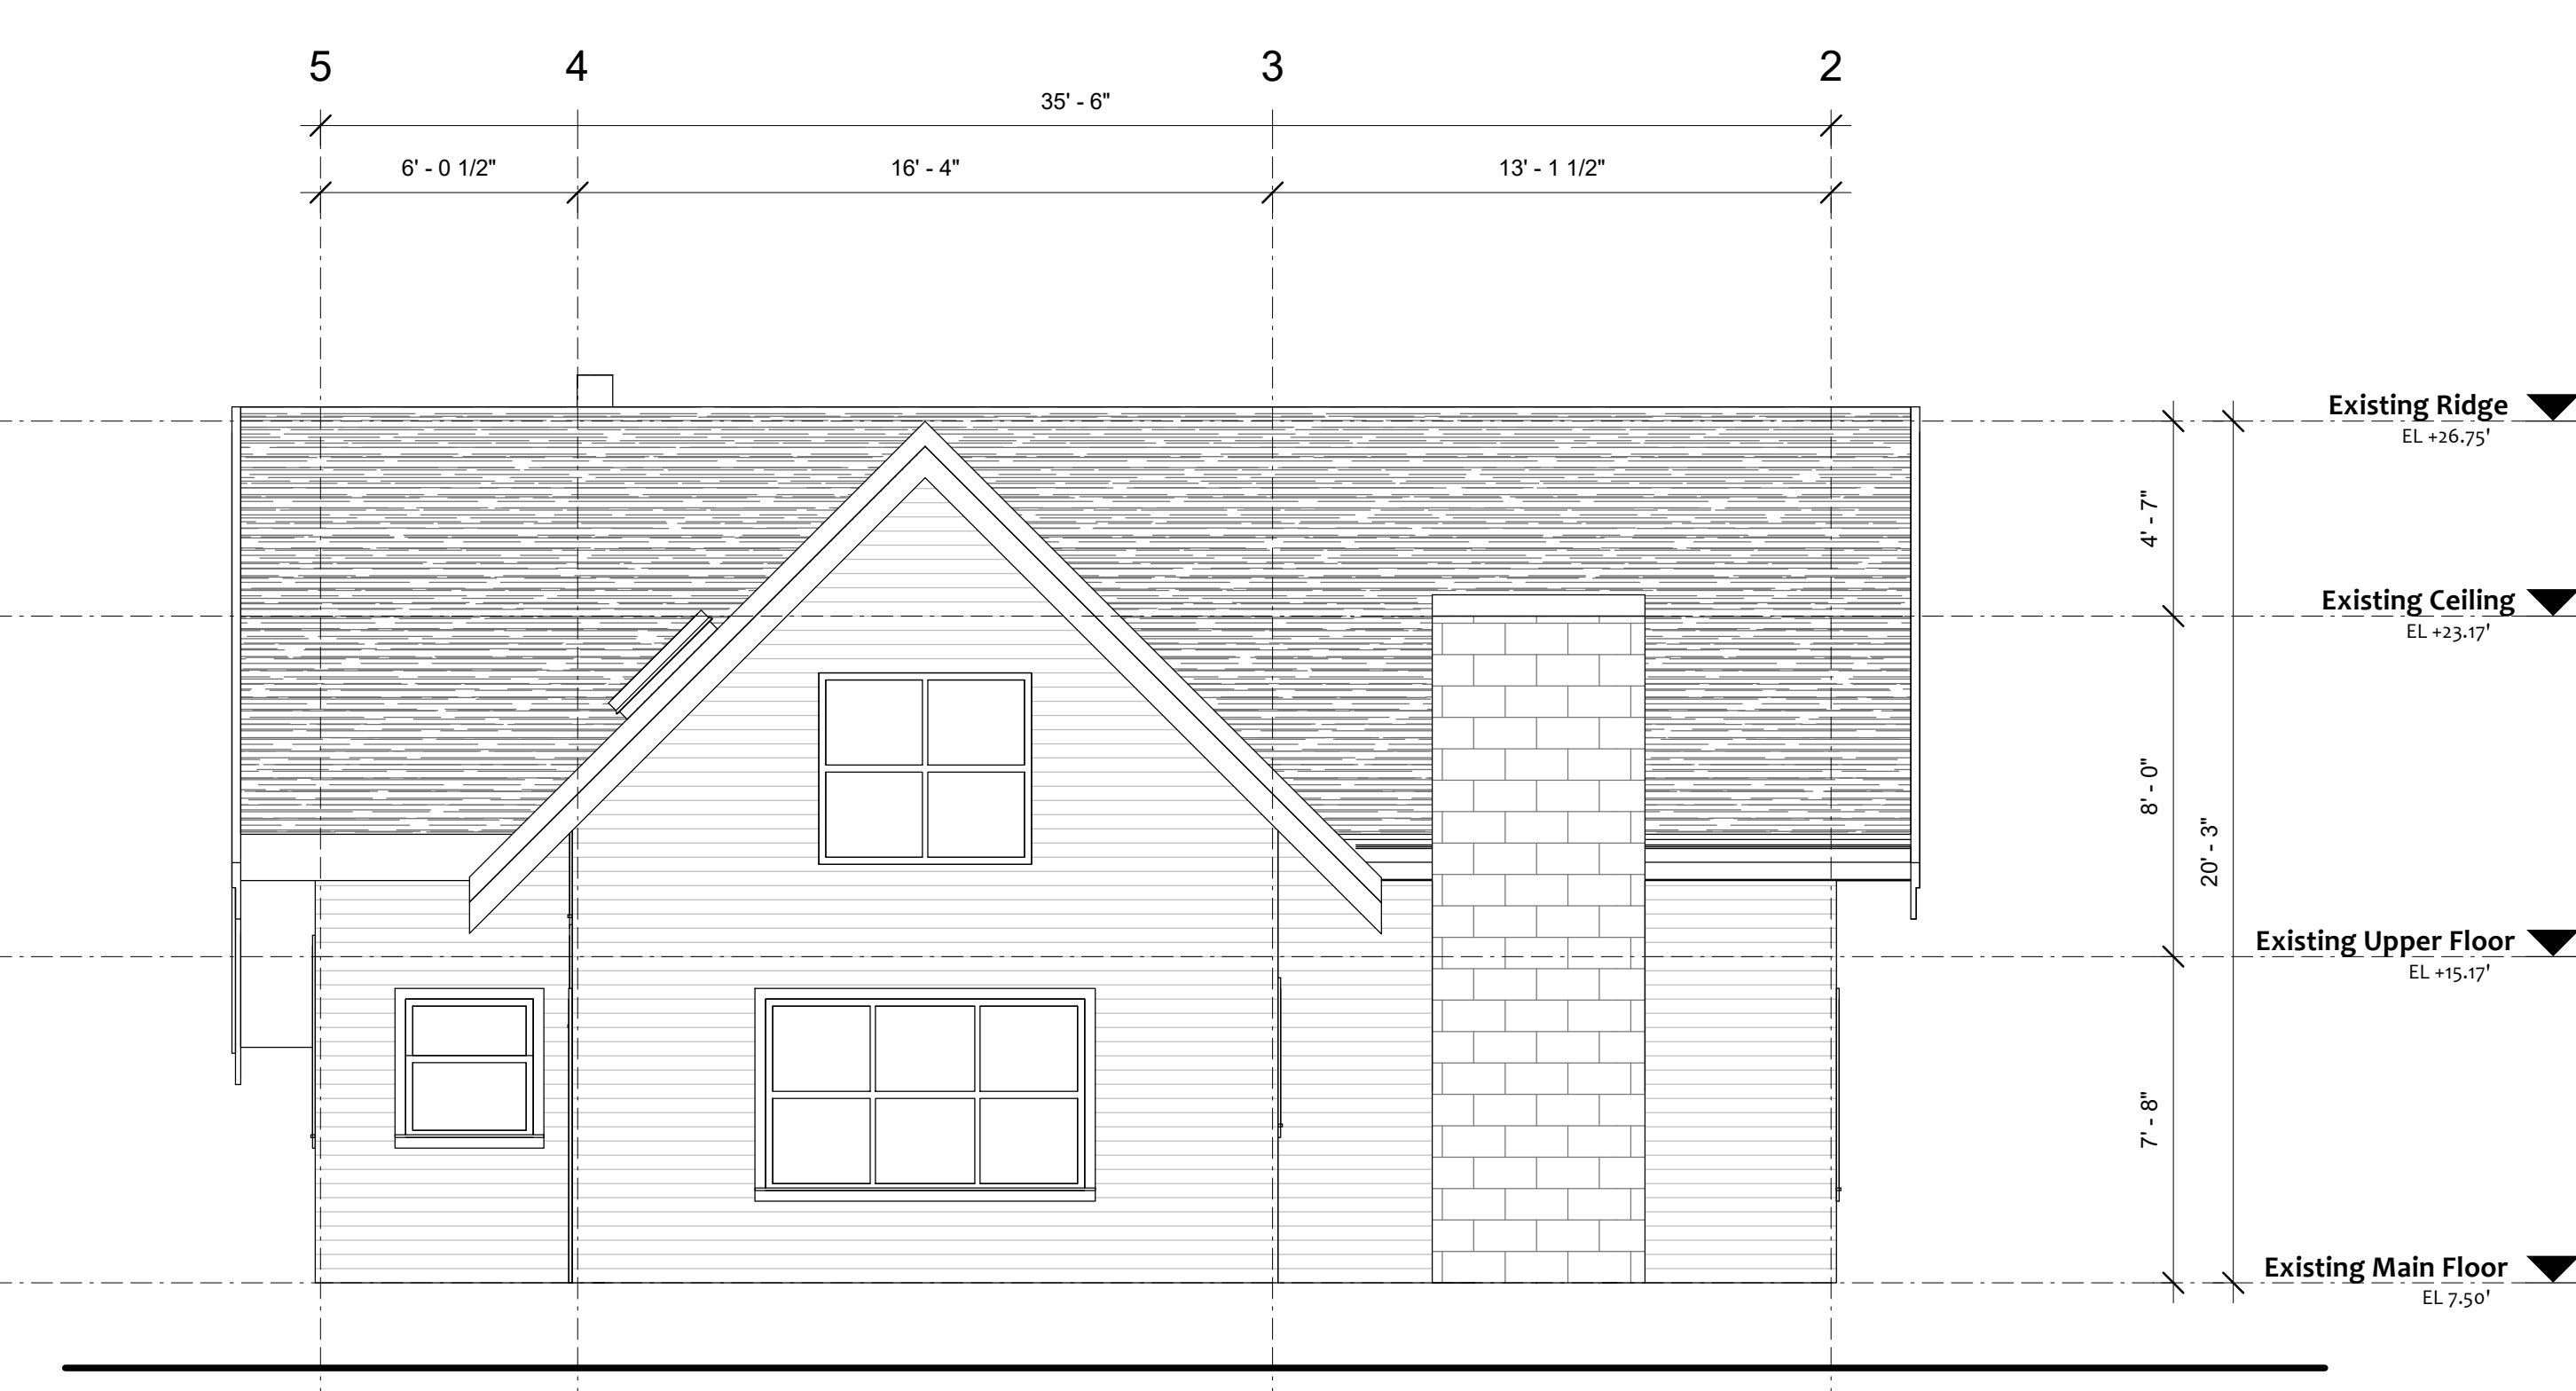 5 4 3 2
35' - 6"
6' - 0 1/2" 16' - 4" 13' - 1 1/2"
Existing Ridge
EL +26.75'
4' - 7"
Existing Ceiling
EL +23.17'
8' - 0"
20' - 3"
Existing Upper Floor
EL +15.17'
7' - 8"
Existing Main Floor
EL 7.50'